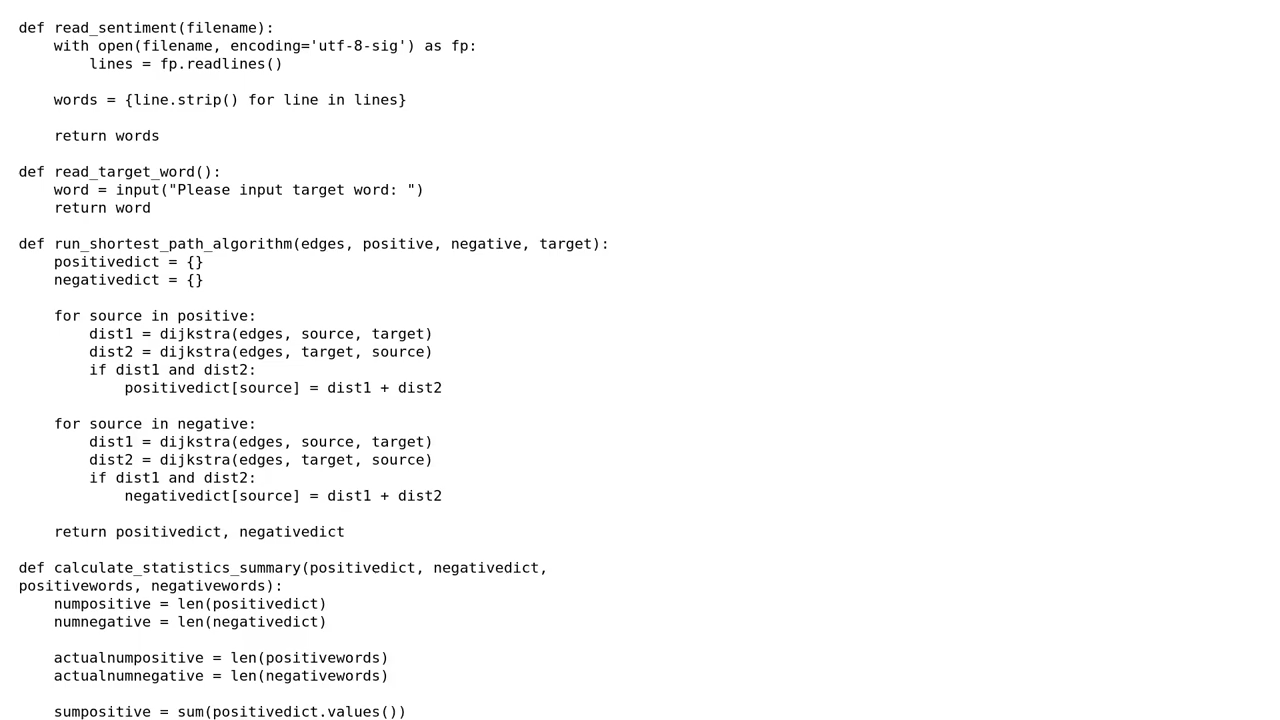 def read_sentiment(filename):
    with open(filename, encoding='utf-8-sig') as fp:
        lines = fp.readlines()

    words = {line.strip() for line in lines}

    return words

def read_target_word():
    word = input("Please input target word: ")
    return word

def run_shortest_path_algorithm(edges, positive, negative, target):
    positivedict = {}
    negativedict = {}

    for source in positive:
        dist1 = dijkstra(edges, source, target)
        dist2 = dijkstra(edges, target, source)
        if dist1 and dist2:
            positivedict[source] = dist1 + dist2

    for source in negative:
        dist1 = dijkstra(edges, source, target)
        dist2 = dijkstra(edges, target, source)
        if dist1 and dist2:
            negativedict[source] = dist1 + dist2

    return positivedict, negativedict

def calculate_statistics_summary(positivedict, negativedict,
positivewords, negativewords):
    numpositive = len(positivedict)
    numnegative = len(negativedict)

    actualnumpositive = len(positivewords)
    actualnumnegative = len(negativewords)

    sumpositive = sum(positivedict.values())